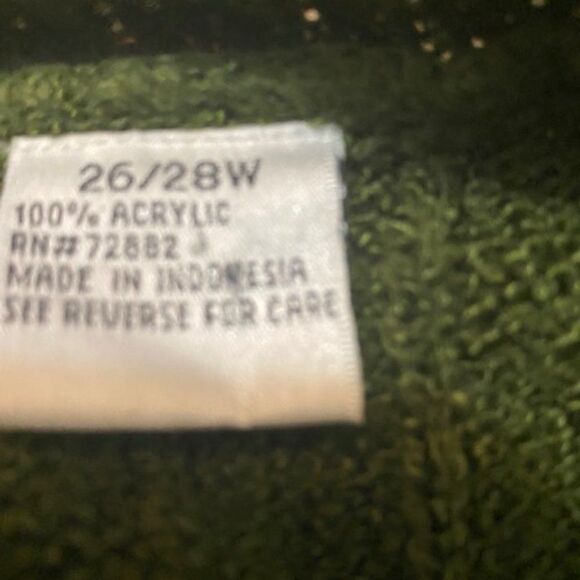 26/28W
100% ACRYLIC
RN# 72882
MADE IN INDONESIA
SEE REVERSE FOR CARE